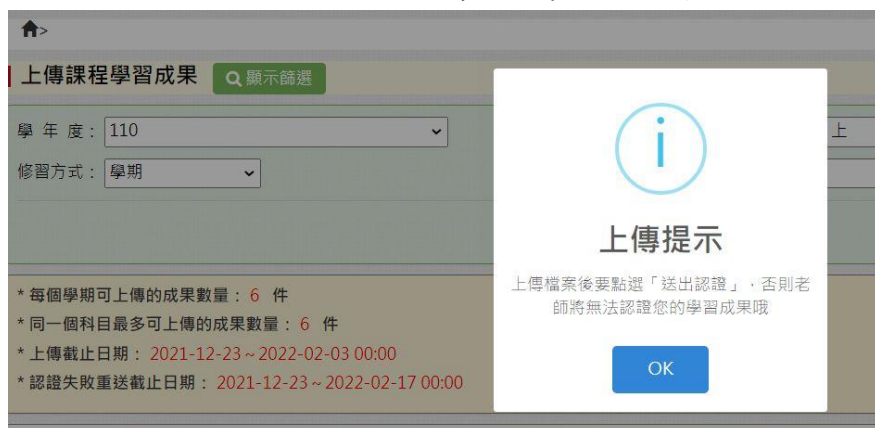 >
上傳課程學習成果 顯示篩選
學 年 度： 110 上
修習方式： 學期
上傳提示
上傳檔案後要點選「送出認證」，否則老
師將無法認證您的學習成果哦
OK
* 每個學期可上傳的成果數量： 6 件
* 同一個科目最多可上傳的成果數量： 6 件
* 上傳截止日期： 2021-12-23 ~ 2022-02-03 00:00
* 認證失敗重送截止日期： 2021-12-23 ~ 2022-02-17 00:00